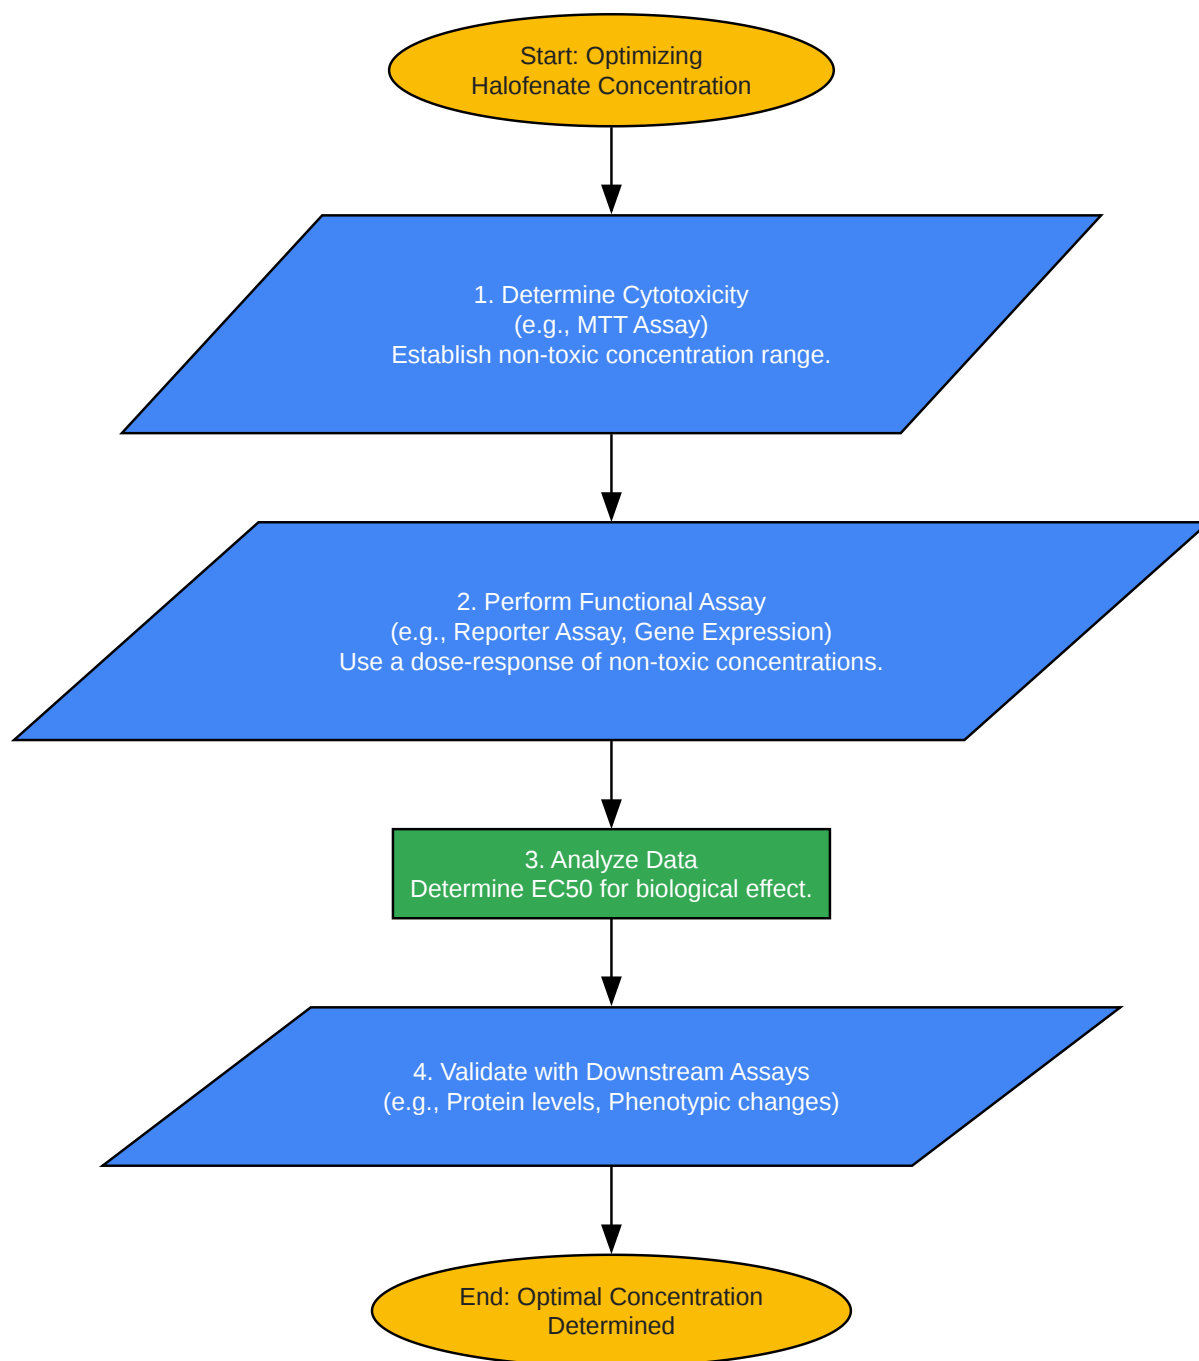 Start: Optimizing
Halofenate Concentration
1. Determine Cytotoxicity
(e.g., MTT Assay)
Establish non-toxic concentration range.
2. Perform Functional Assay
(e.g., Reporter Assay, Gene Expression)
Use a dose-response of non-toxic concentrations.
3. Analyze Data
Determine EC50 for biological effect.
4. Validate with Downstream Assays
(e.g., Protein levels, Phenotypic changes)
End: Optimal Concentration
Determined